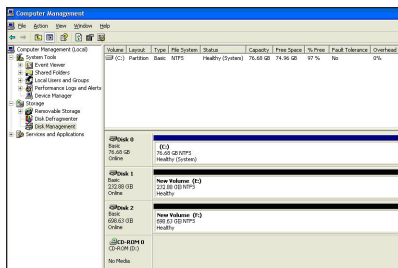 Computer Management
File Action View Window Help
Computer Management (Local)
System Tools
Event Viewer
Shared Folders
Local Users and Groups
Performance Logs and Alerts
Device Manager
Storage
Removable Storage
Disk Defragmenter
Disk Management
Services and Applications
Volume Layout Type File System Status Capacity Free Space % Free Fault Tolerance Overhead
(C:) Partition Basic NTFS Healthy (System) 76.68 GB 74.96 GB 97 % No 0%
Disk 0
Basic
76.68 GB
Online
(C:)
76.68 GB NTFS
Healthy (System)
Disk 1
Basic
232.88 GB
Online
New Volume (E:)
232.88 GB NTFS
Healthy
Disk 2
Basic
698.63 GB
Online
New Volume (F:)
698.63 GB NTFS
Healthy
CD-ROM 0
CD-ROM (D:)
No Media